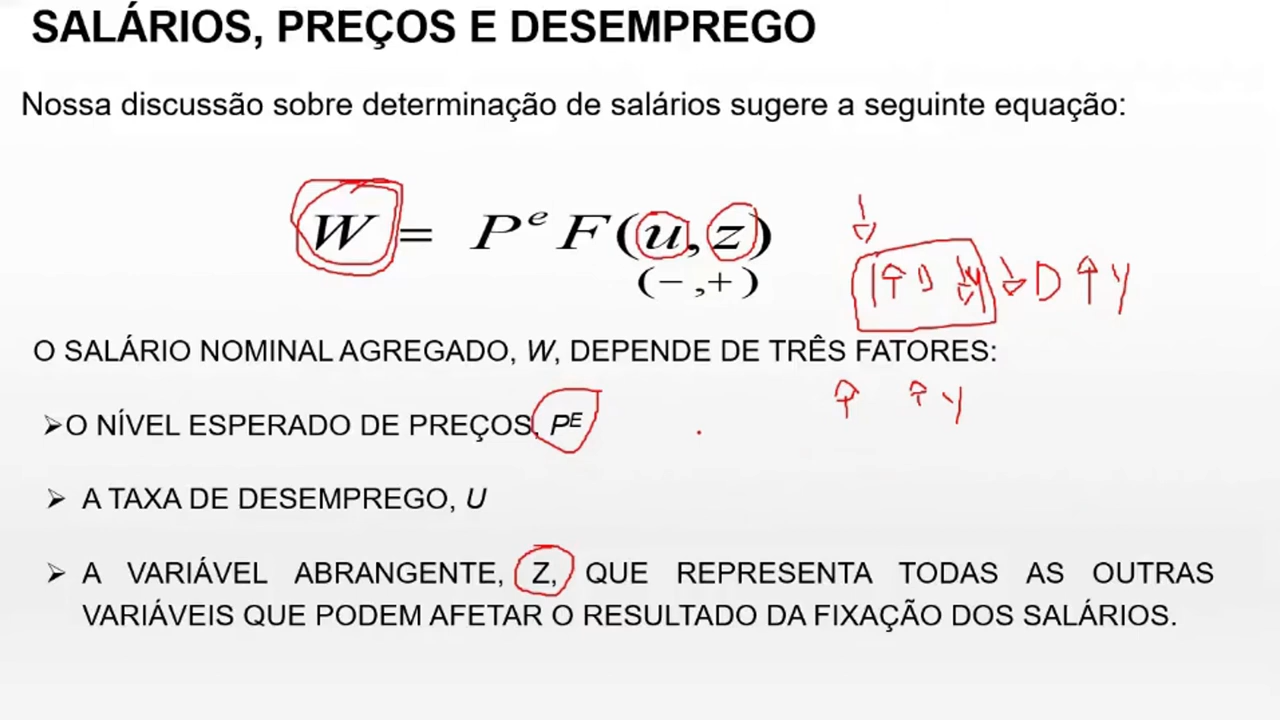 SALÁRIOS, PREÇOS E DESEMPREGO
Nossa discussão sobre determinação de salários sugere a seguinte equação:
W = Pᵉ F(u, z)
(− ,+ )
↑ D ↓ Y ↓ D ↑ Y
O SALÁRIO NOMINAL AGREGADO, W, DEPENDE DE TRÊS FATORES:
↑ ↑ Y
➢O NÍVEL ESPERADO DE PREÇOS, Pᴱ
➢ A TAXA DE DESEMPREGO, U
➢ A VARIÁVEL ABRANGENTE, Z, QUE REPRESENTA TODAS AS OUTRAS
VARIÁVEIS QUE PODEM AFETAR O RESULTADO DA FIXAÇÃO DOS SALÁRIOS.